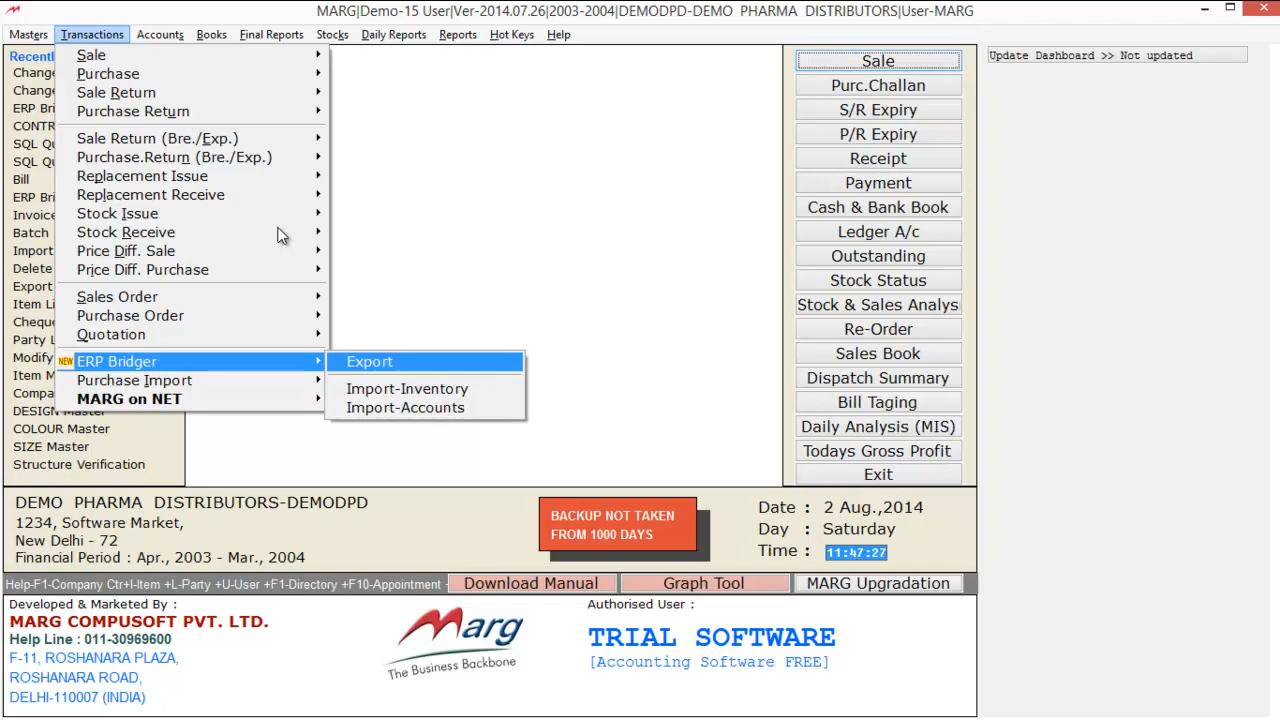 MARG|Demo-15 User|Ver-2014.07.26|2003-2004|DEMODPD-DEMO PHARMA DISTRIBUTORS|User-MARG
Masters Transactions Accounts Books Final Reports Stocks Daily Reports Reports Hot Keys Help
Recentl
Change
Change
ERP Bri
CONTR
SQL Qu
SQL Qu
Bill
ERP Bri
Invoice
Batch
Import
Delete
Export
Item Li
Cheque
Party L
Modify
Item M
Compa
DESIGN Master
COLOUR Master
SIZE Master
Structure Verification
Sale
Purchase
Sale Return
Purchase Return
Sale Return (Bre./Exp.)
Purchase.Return (Bre./Exp.)
Replacement Issue
Replacement Receive
Stock Issue
Stock Receive
Price Diff. Sale
Price Diff. Purchase
Sales Order
Purchase Order
Quotation
NEW ERP Bridger
Purchase Import
MARG on NET
Export
Import-Inventory
Import-Accounts
Sale
Purc.Challan
S/R Expiry
P/R Expiry
Receipt
Payment
Cash & Bank Book
Ledger A/c
Outstanding
Stock Status
Stock & Sales Analys
Re-Order
Sales Book
Dispatch Summary
Bill Taging
Daily Analysis (MIS)
Todays Gross Profit
Exit
Update Dashboard >> Not updated
DEMO PHARMA DISTRIBUTORS-DEMODPD
1234, Software Market,
New Delhi - 72
Financial Period : Apr., 2003 - Mar., 2004
BACKUP NOT TAKEN
FROM 1000 DAYS
Date : 2 Aug.,2014
Day : Saturday
Time : 11:47:27
Help-F1-Company Ctr+I-Item +L-Party +U-User +F1-Directory +F10-Appointment -
Download Manual
Graph Tool
MARG Upgradation
Developed & Marketed By :
MARG COMPUSOFT PVT. LTD.
Help Line : 011-30969600
F-11, ROSHANARA PLAZA,
ROSHANARA ROAD,
DELHI-110007 (INDIA)
Marg
The Business Backbone
Authorised User :
TRIAL SOFTWARE
[Accounting Software FREE]